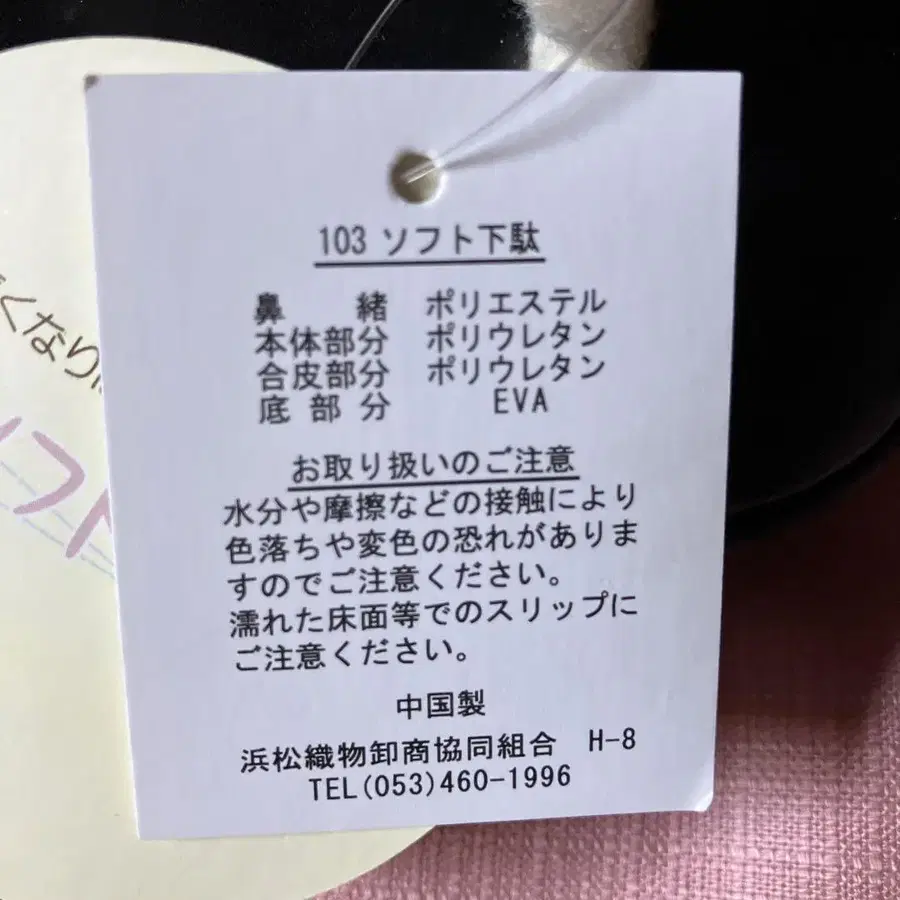 103 ソフト下駄
鼻　　緒　ポリエステル
本体部分　ポリウレタン
合皮部分　ポリウレタン
底 部 分　EVA
お取り扱いのご注意
水分や摩擦などの接触により
色落ちや変色の恐れがありま
すのでご注意ください。
濡れた床面等でのスリップに
ご注意ください。
中国製
浜松織物卸商協同組合　H-8
TEL(053)460-1996
くなり
フト